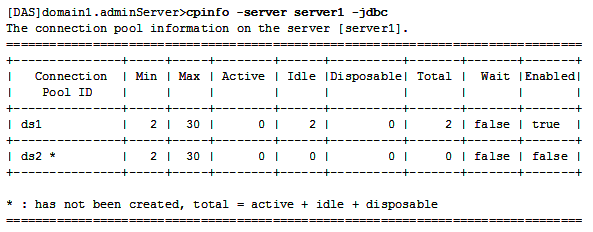 [DAS]domain1.adminServer>cpinfo -server server1 -jdbc
The connection pool information on the server [server1].
================================================================================
+----------------+-----+-----+--------+------+----------+-------+-------+-------+
|   Connection   | Min | Max | Active | Idle |Disposable| Total |  Wait |Enabled|
|    Pool ID     |     |     |        |      |          |       |       |       |
+----------------+-----+-----+--------+------+----------+-------+-------+-------+
| ds1            |   2 |  30 |      0 |    2 |        0 |     2 | false | true  |
+----------------+-----+-----+--------+------+----------+-------+-------+-------+
| ds2 *          |   2 |  30 |      0 |    0 |        0 |     0 | false | false |
+----------------+-----+-----+--------+------+----------+-------+-------+-------+
* : has not been created, total = active + idle + disposable
================================================================================